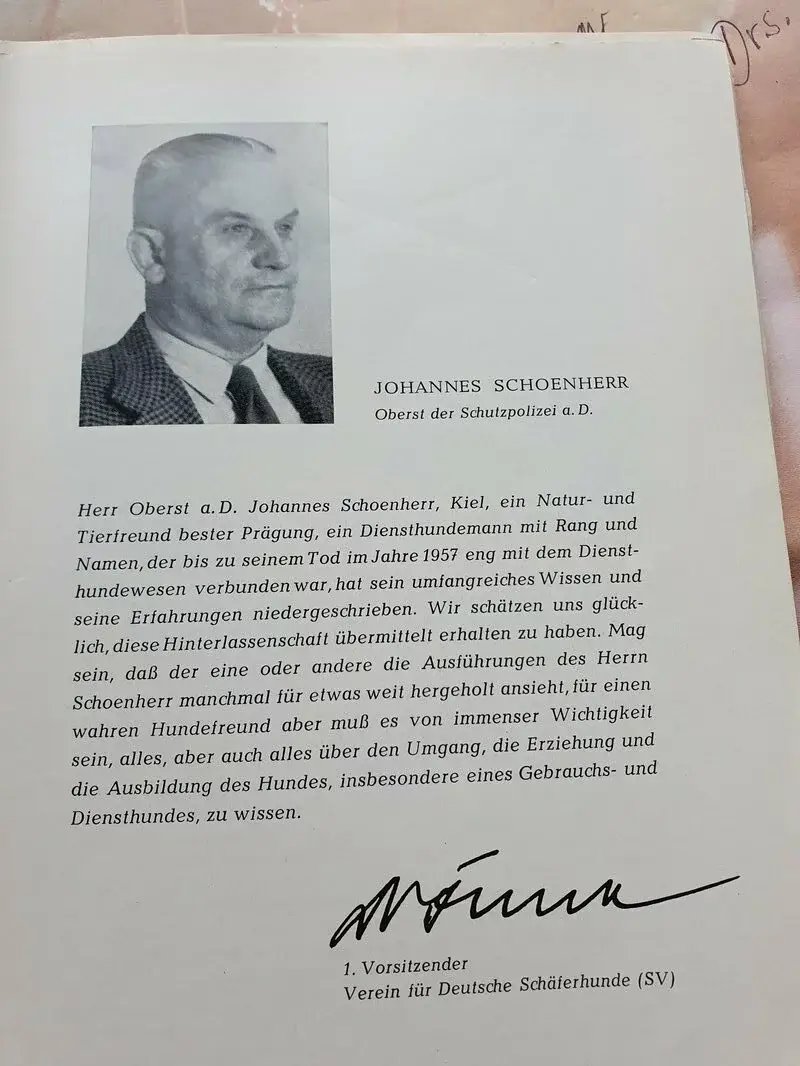 Drs.
JOHANNES SCHOENHERR
Oberst der Schutzpolizei a. D.
Herr Oberst a. D. Johannes Schoenherr, Kiel, ein Natur- und
Tierfreund bester Prägung, ein Diensthundemann mit Rang und
Namen, der bis zu seinem Tod im Jahre 1957 eng mit dem Dienst-
hundewesen verbunden war, hat sein umfangreiches Wissen und
seine Erfahrungen niedergeschrieben. Wir schätzen uns glück-
lich, diese Hinterlassenschaft übermittelt erhalten zu haben. Mag
sein, daß der eine oder andere die Ausführungen des Herrn
Schoenherr manchmal für etwas weit hergeholt ansieht, für einen
wahren Hundefreund aber muß es von immenser Wichtigkeit
sein, alles, aber auch alles über den Umgang, die Erziehung und
die Ausbildung des Hundes, insbesondere eines Gebrauchs- und
Diensthundes, zu wissen.
1. Vorsitzender
Verein für Deutsche Schäferhunde (SV)